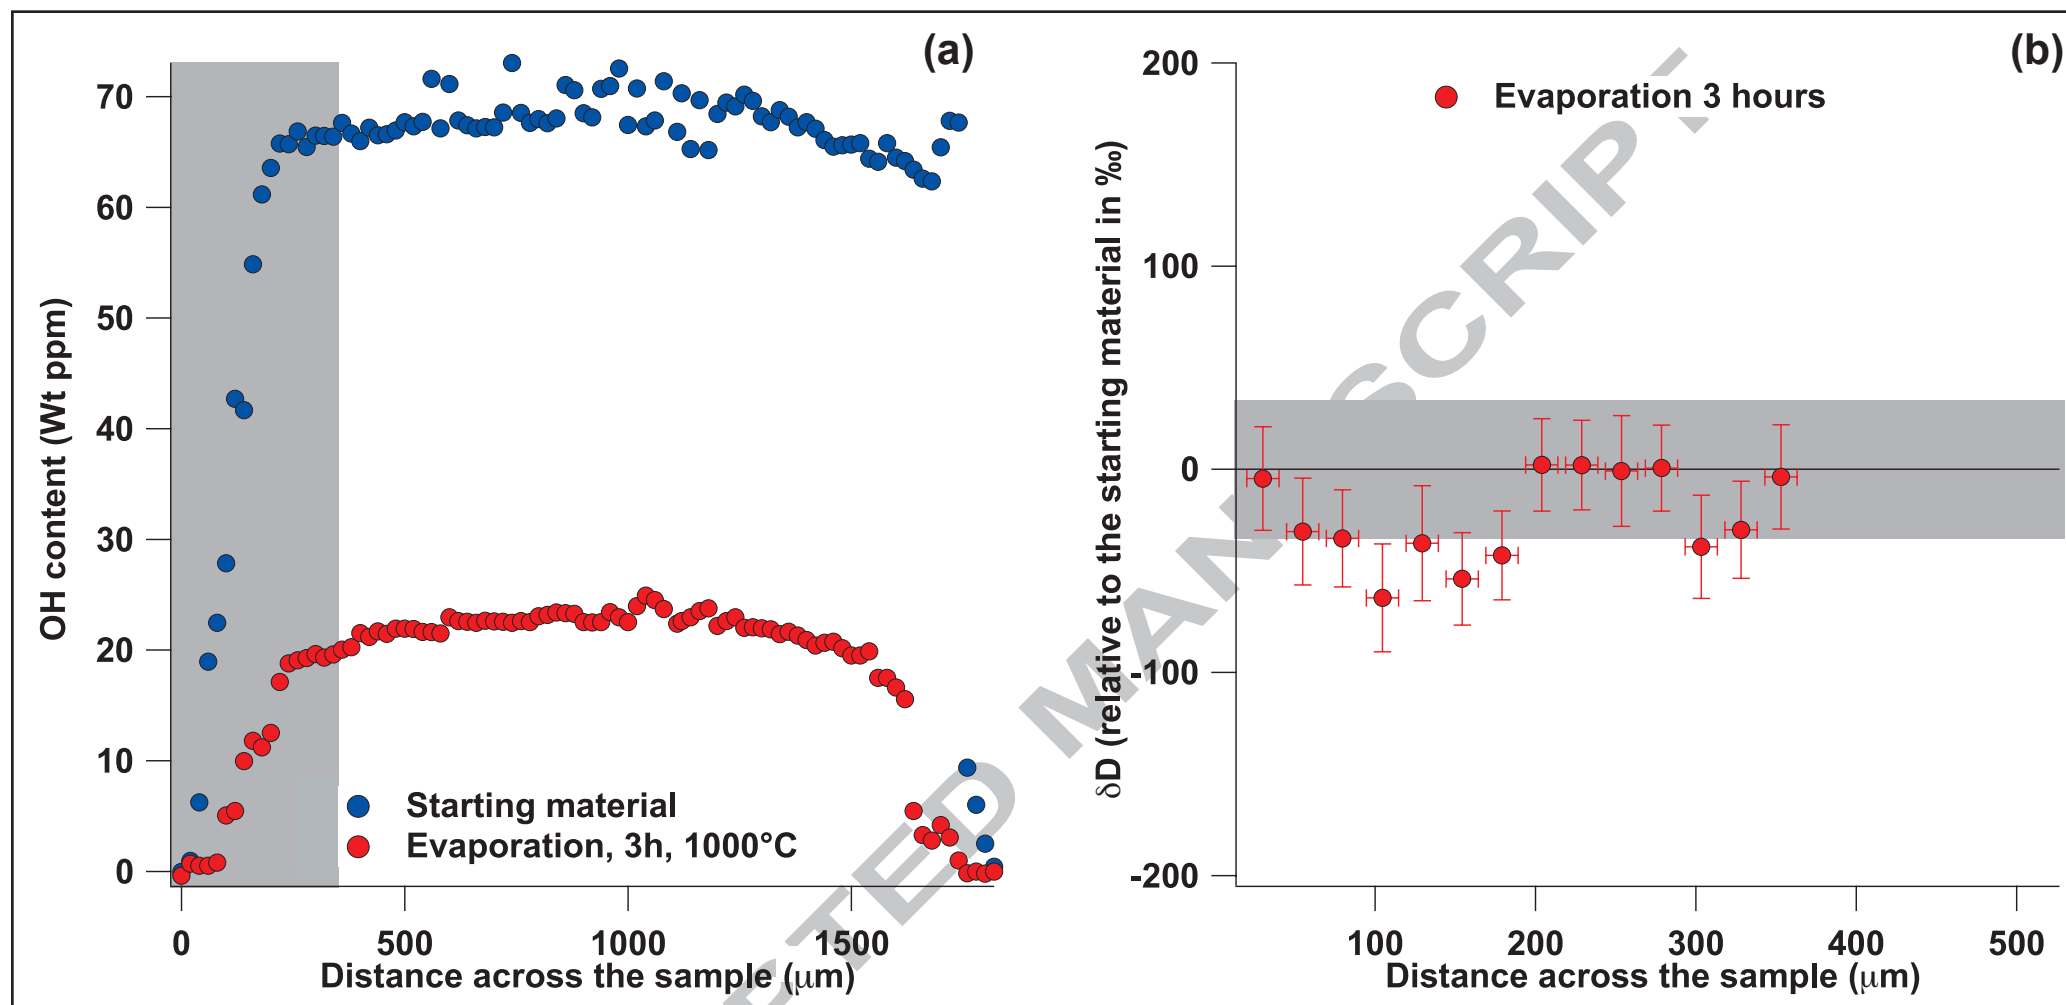 (a)
OH content (Wt ppm)
70
60
50
40
30
20
10
0
Starting material
Evaporation, 3h, 1000°C
0 500 1000 1500
Distance across the sample (μm)
(b)
δD (relative to the starting material in ‰)
200
100
0
-100
-200
Evaporation 3 hours
100 200 300 400 500
Distance across the sample (μm)
PTED MANUSCRIPT